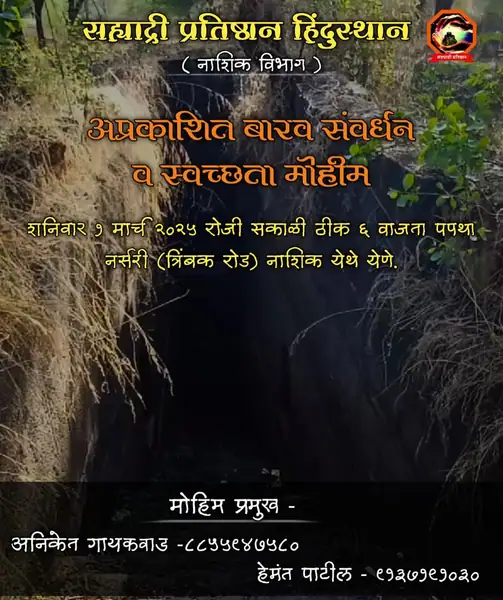 सह्याद्री प्रतिष्ठान हिंदुस्थान
( नाशिक विभाग )
अप्रकाशित बारव संवर्धन
व स्वच्छता मोहीम
शनिवार १ मार्च २०२५ रोजी सकाळी ठीक ६ वाजता पपया
नर्सरी (त्रिंबक रोड) नाशिक येथे येणे.
मोहिम प्रमुख -
अनिकेत गायकवाड -८८५५९४७५८०
हेमंत पाटील - ९१३७१९१०३०